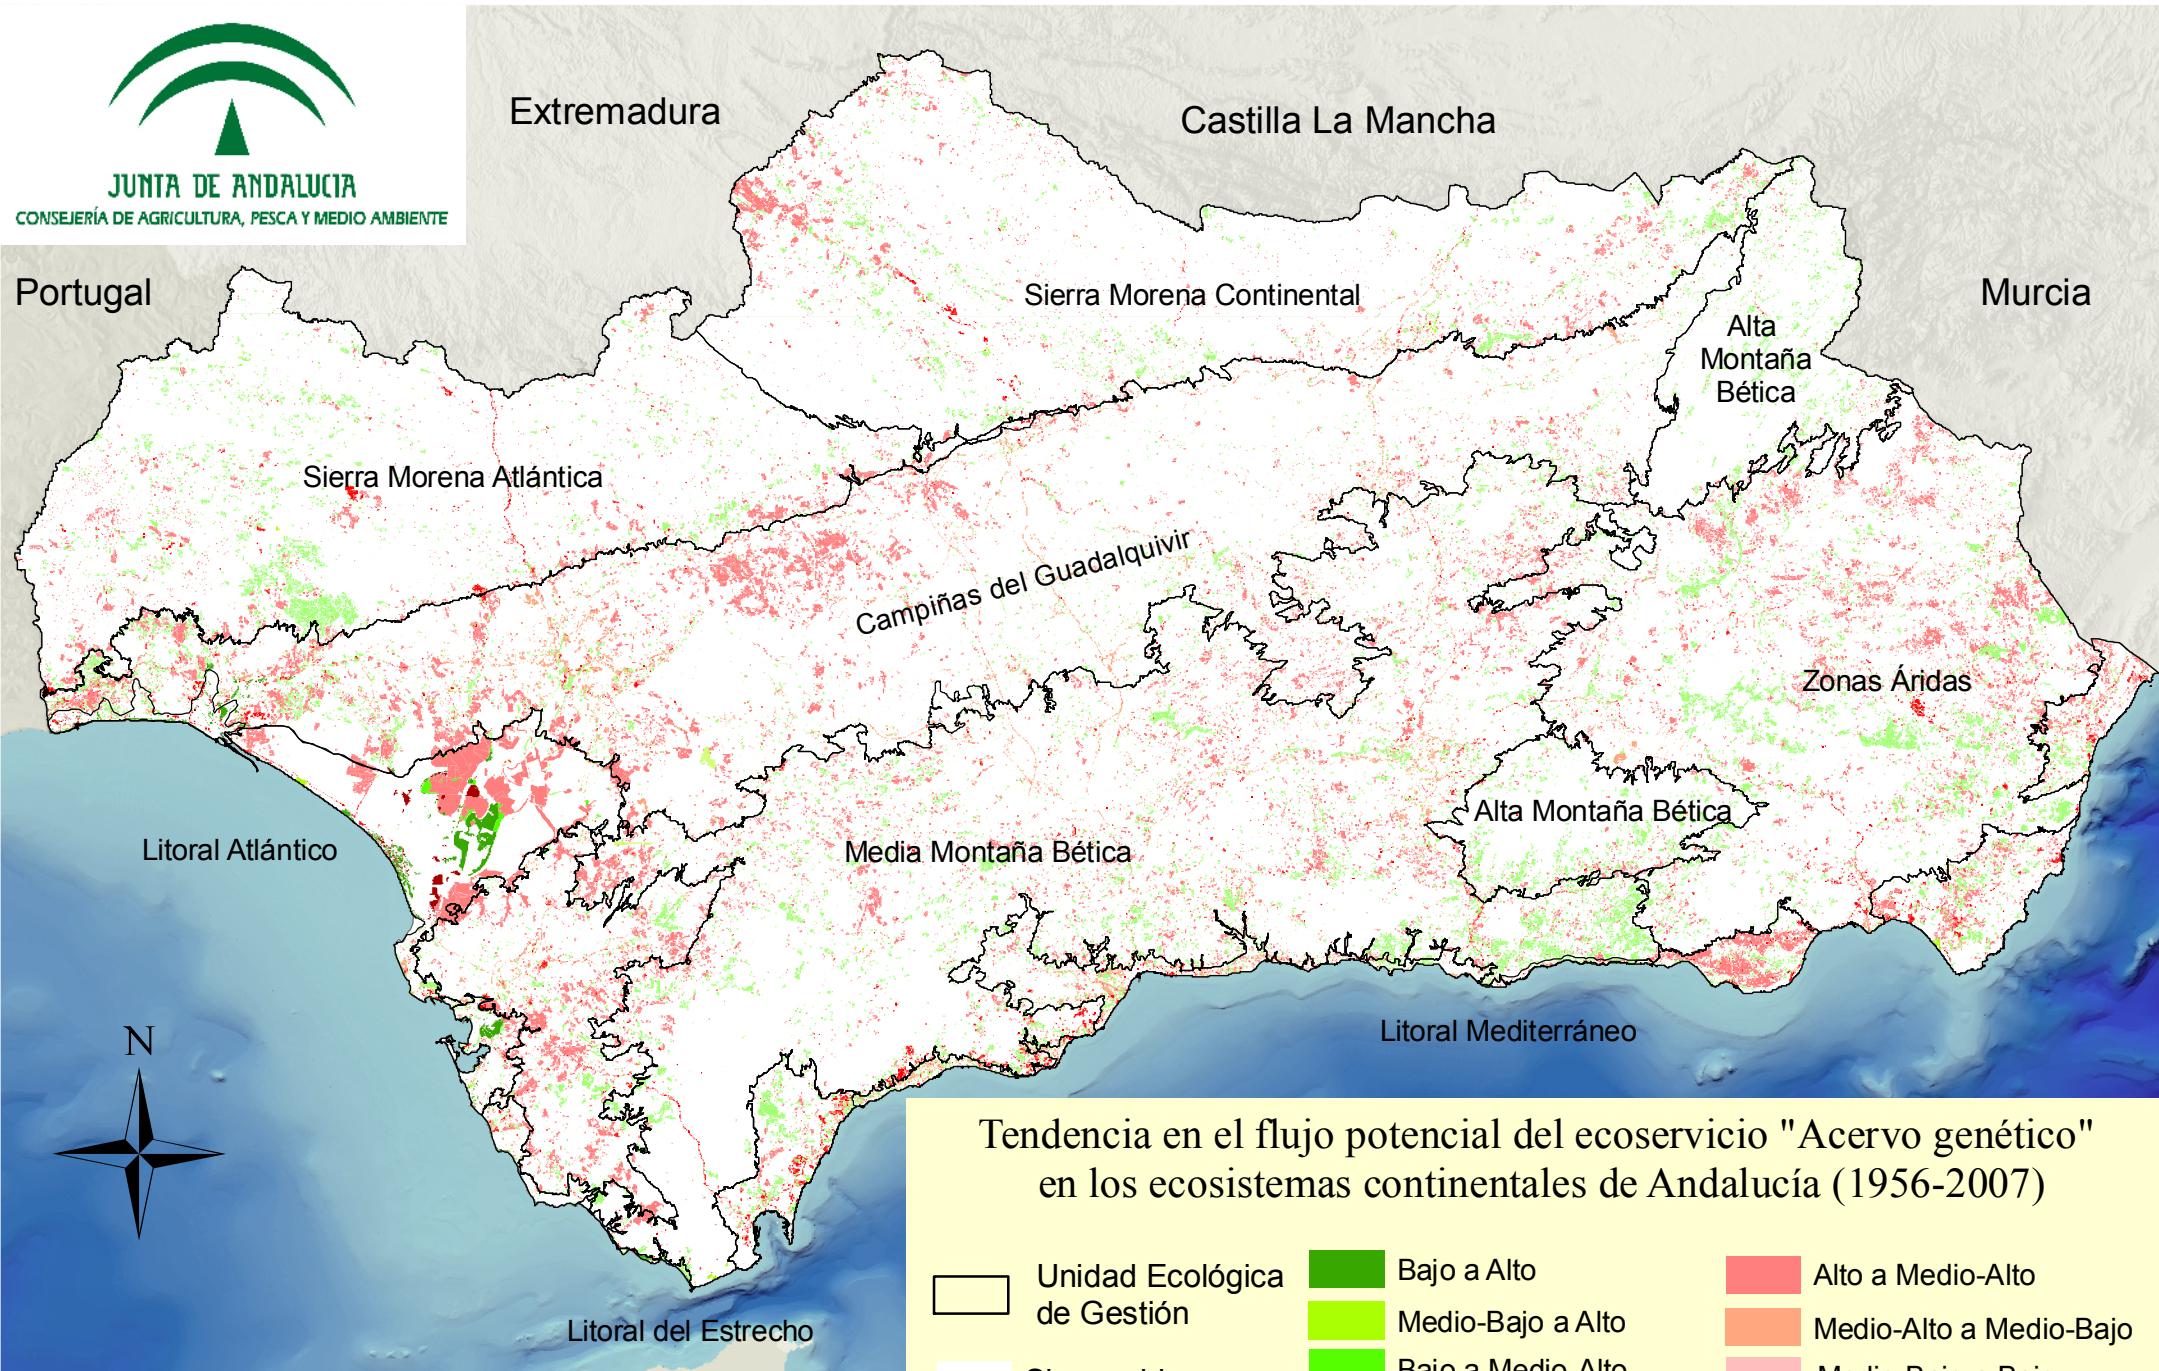 JUNTA DE ANDALUCIA
CONSEJERÍA DE AGRICULTURA, PESCA Y MEDIO AMBIENTE
Extremadura
Castilla La Mancha
Portugal
Murcia
Sierra Morena Continental
Alta
Montaña
Bética
Sierra Morena Atlántica
Campiñas del Guadalquivir
Zonas Áridas
Alta Montaña Bética
Litoral Atlántico
Media Montaña Bética
Litoral Mediterráneo
N
Litoral del Estrecho
Tendencia en el flujo potencial del ecoservicio "Acervo genético"
en los ecosistemas continentales de Andalucía (1956-2007)
Unidad Ecológica
de Gestión
Bajo a Alto
Medio-Bajo a Alto
Bajo a Medio-Alto
Alto a Medio-Alto
Medio-Alto a Medio-Bajo